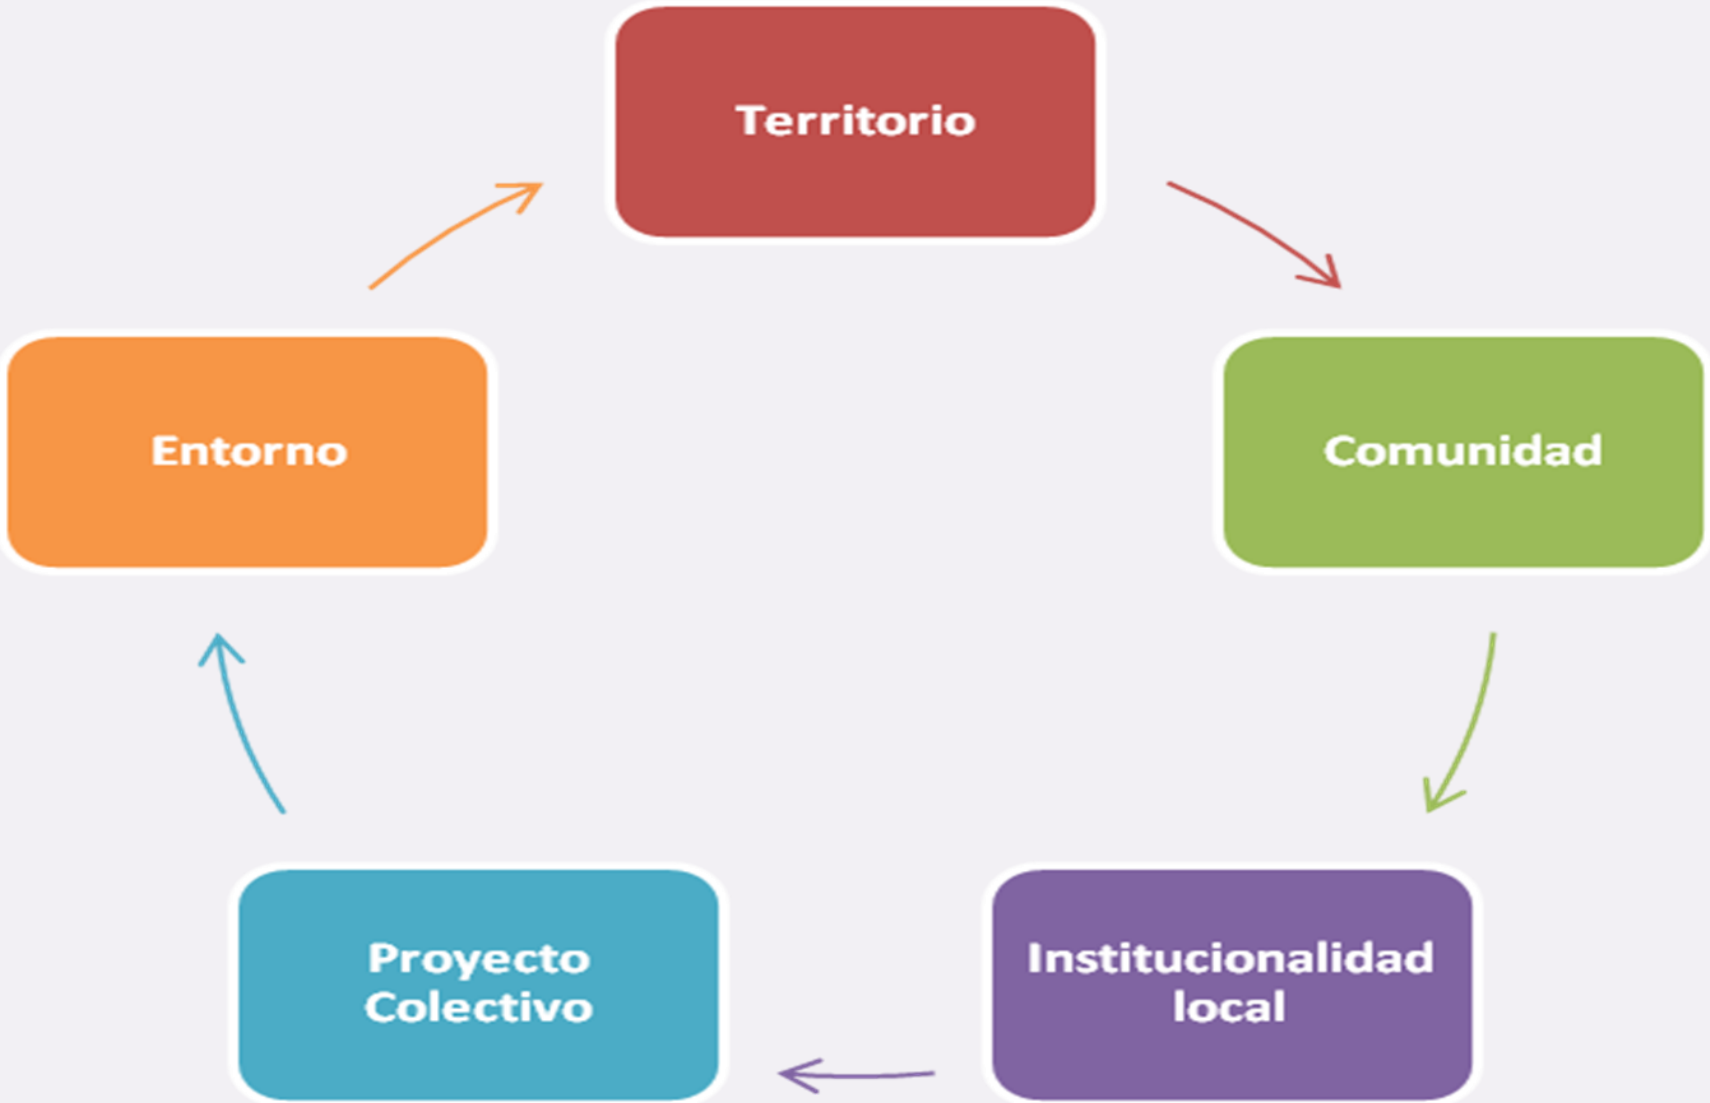 Territorio
Comunidad
Institucionalidad
local
Proyecto
Colectivo
Entorno